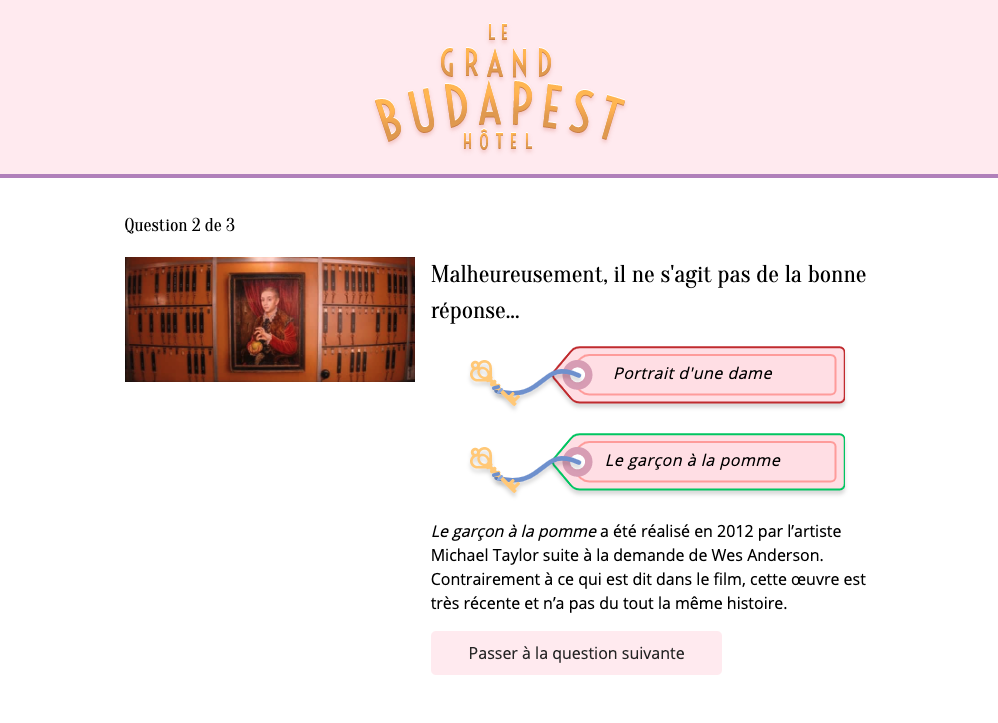 LE
GRAND
BUDAPEST
HÔTEL
Question 2 de 3
Malheureusement, il ne s'agit pas de la bonne
réponse...
Portrait d'une dame
Le garçon à la pomme
Le garçon à la pomme a été réalisé en 2012 par l’artiste
Michael Taylor suite à la demande de Wes Anderson.
Contrairement à ce qui est dit dans le film, cette œuvre est
très récente et n’a pas du tout la même histoire.
Passer à la question suivante